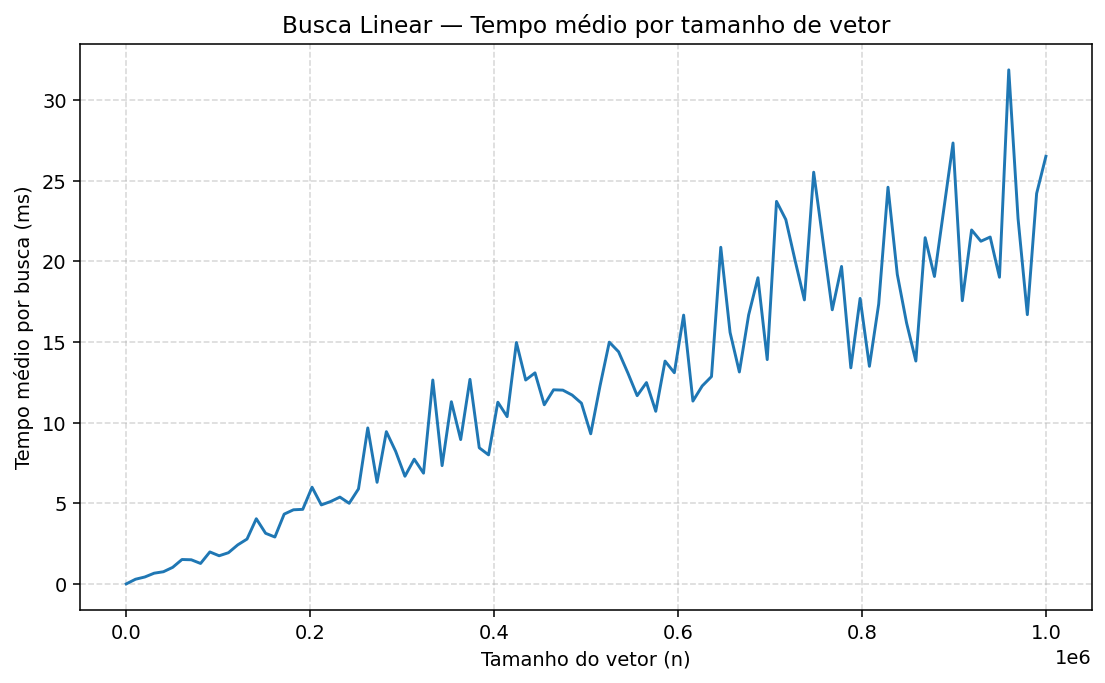 Busca Linear — Tempo médio por tamanho de vetor
Tempo médio por busca (ms)
30
25
20
15
10
5
0
0.0 0.2 0.4 0.6 0.8 1.0
1e6
Tamanho do vetor (n)